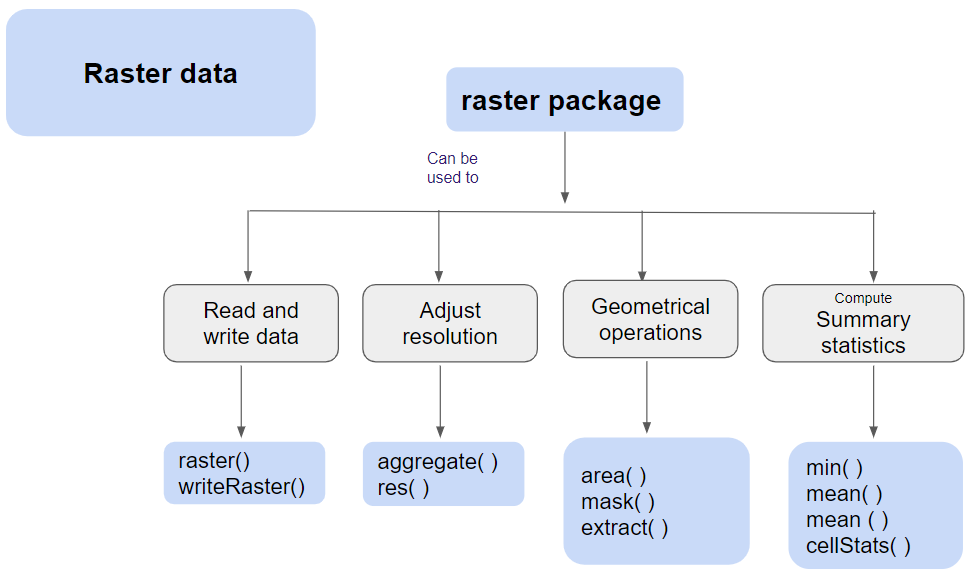 Raster data
raster package
Can be
used to
Read and
write data
Adjust
resolution
Geometrical
operations
Compute
Summary
statistics
raster()
writeRaster()
aggregate( )
res( )
area( )
mask( )
extract( )
min( )
mean( )
mean ( )
cellStats( )